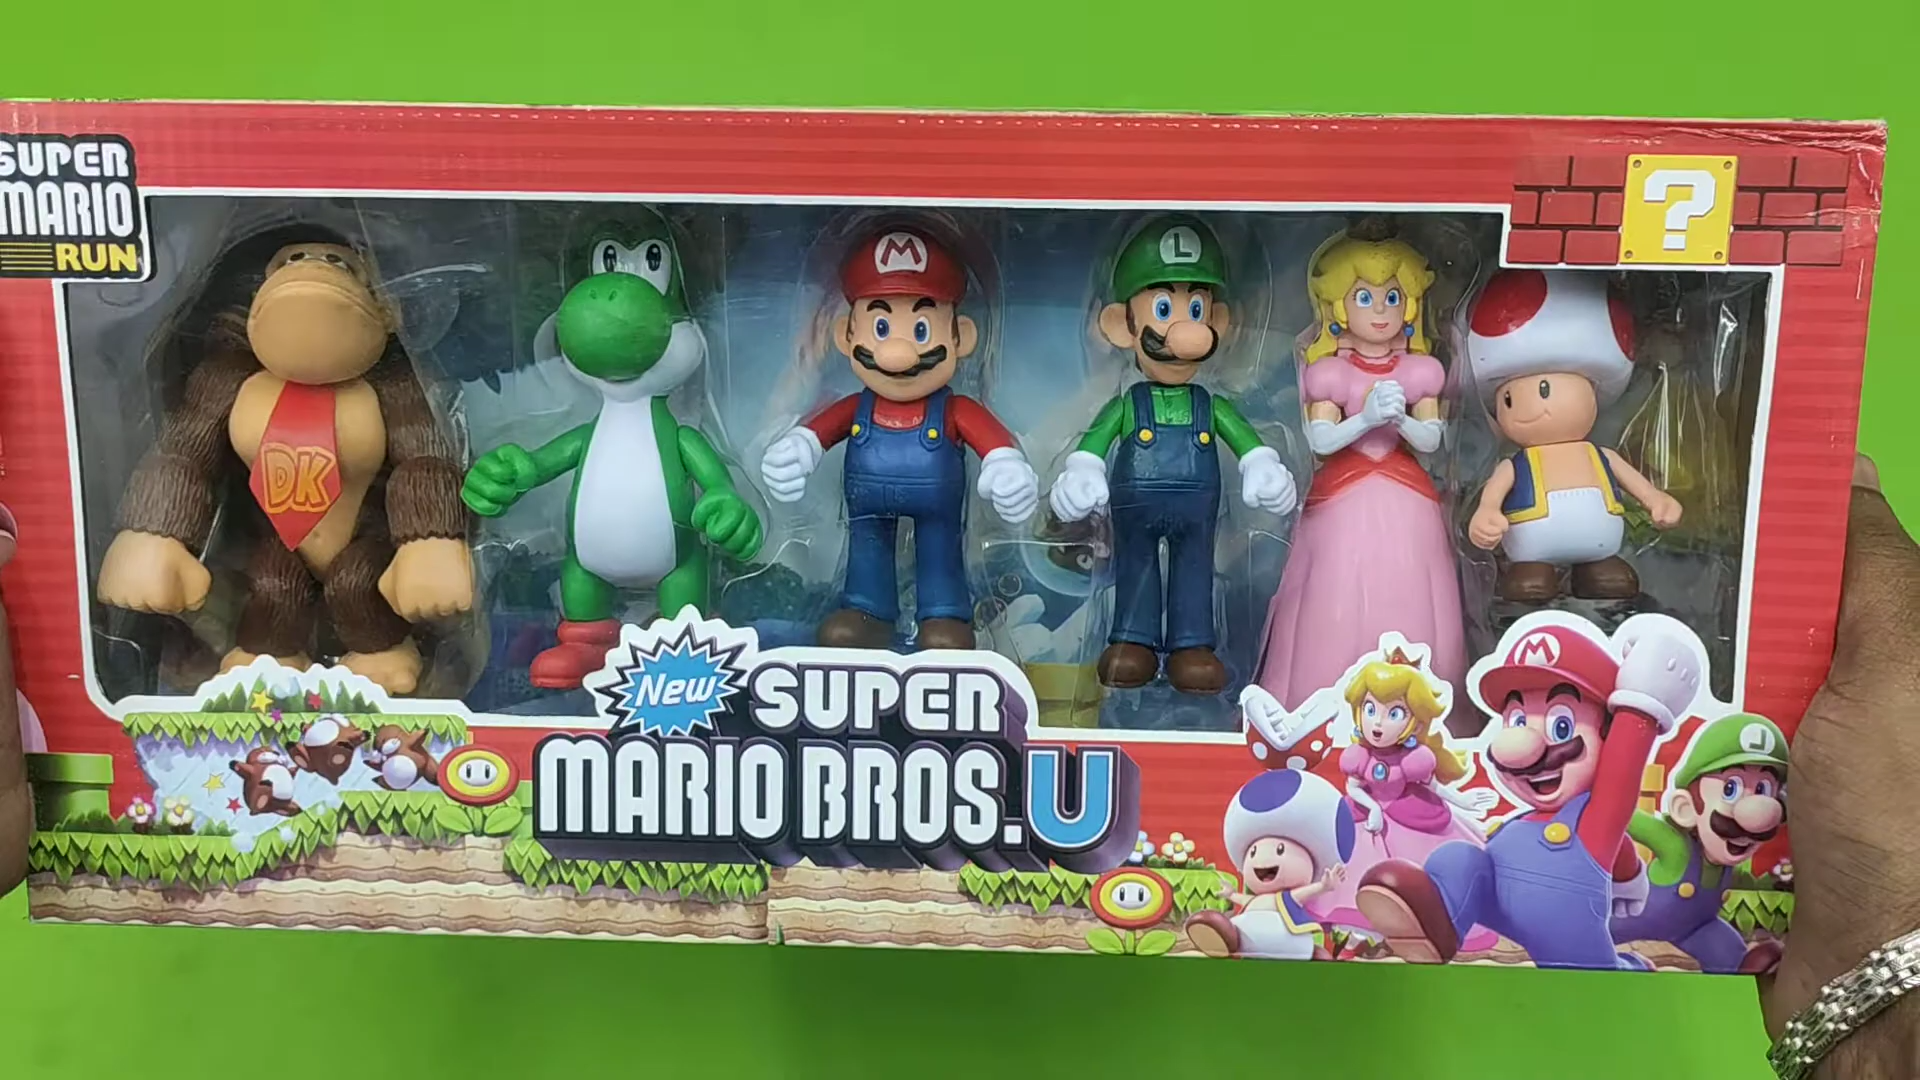 SUPER
MARIO
RUN
?
M
L
DK
New SUPER
MARIO BROS.U
M
L